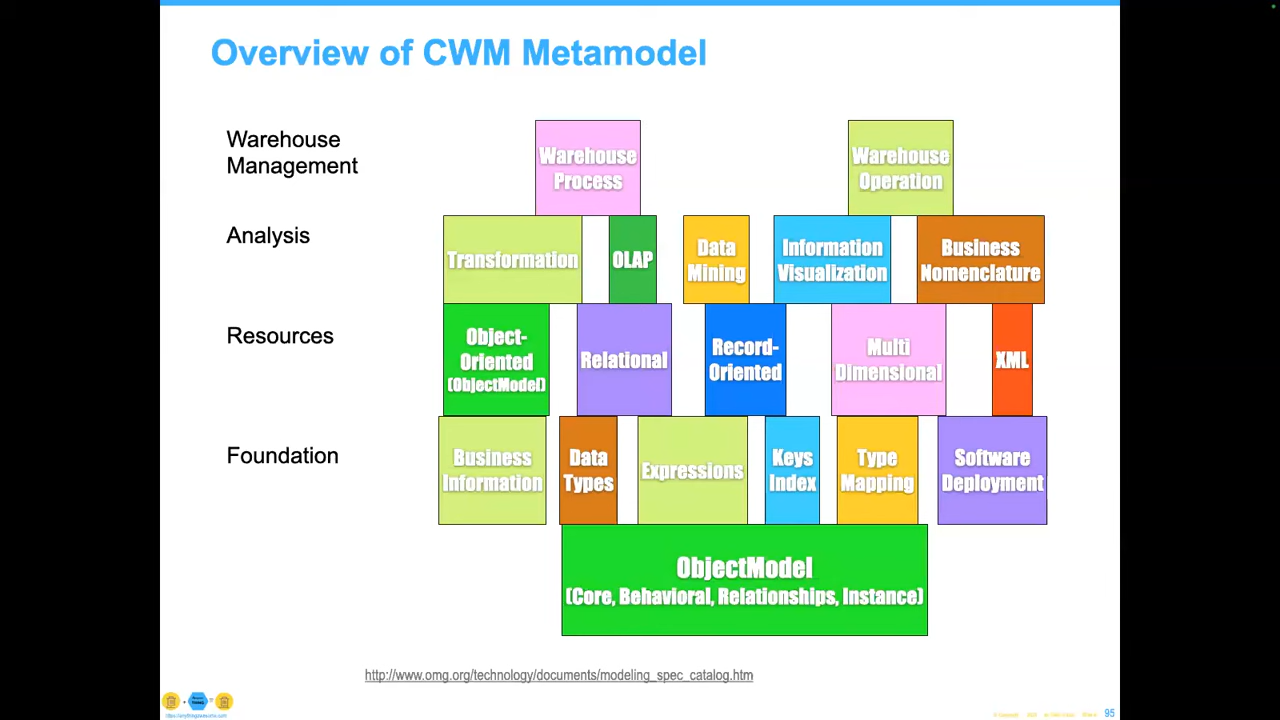 Overview of CWM Metamodel
Warehouse
Management
Warehouse
Process
Warehouse
Operation
Analysis
Transformation
OLAP
Data
Mining
Information
Visualization
Business
Nomenclature
Resources
Object-
Oriented
(ObjectModel)
Relational
Record-
Oriented
Multi
Dimensional
XML
Foundation
Business
Information
Data
Types
Expressions
Keys
Index
Type
Mapping
Software
Deployment
ObjectModel
(Core, Behavioral, Relationships, Instance)
http://www.omg.org/technology/documents/modeling_spec_catalog.htm
95